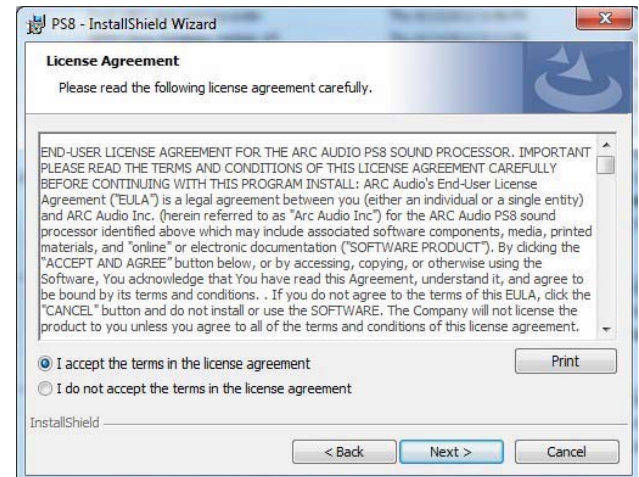 PS8 - InstallShield Wizard
License Agreement
Please read the following license agreement carefully.
END-USER LICENSE AGREEMENT FOR THE ARC AUDIO PS8 SOUND PROCESSOR. IMPORTANT
PLEASE READ THE TERMS AND CONDITIONS OF THIS LICENSE AGREEMENT CAREFULLY
BEFORE CONTINUING WITH THIS PROGRAM INSTALL: ARC Audio's End-User License
Agreement ("EULA") is a legal agreement between you (either an individual or a single entity)
and ARC Audio Inc. (herein referred to as "Arc Audio Inc") for the ARC Audio PS8 sound
processor identified above which may include associated software components, media, printed
materials, and "online" or electronic documentation ("SOFTWARE PRODUCT"). By clicking the
"ACCEPT AND AGREE" button below, or by accessing, copying, or otherwise using the
Software, You acknowledge that You have read this Agreement, understand it, and agree to
be bound by its terms and conditions. . If you do not agree to the terms of this EULA, click the
"CANCEL" button and do not install or use the SOFTWARE. The Company will not license the
product to you unless you agree to all of the terms and conditions of this license agreement.
I accept the terms in the license agreement
Print
I do not accept the terms in the license agreement
InstallShield
< Back
Next >
Cancel